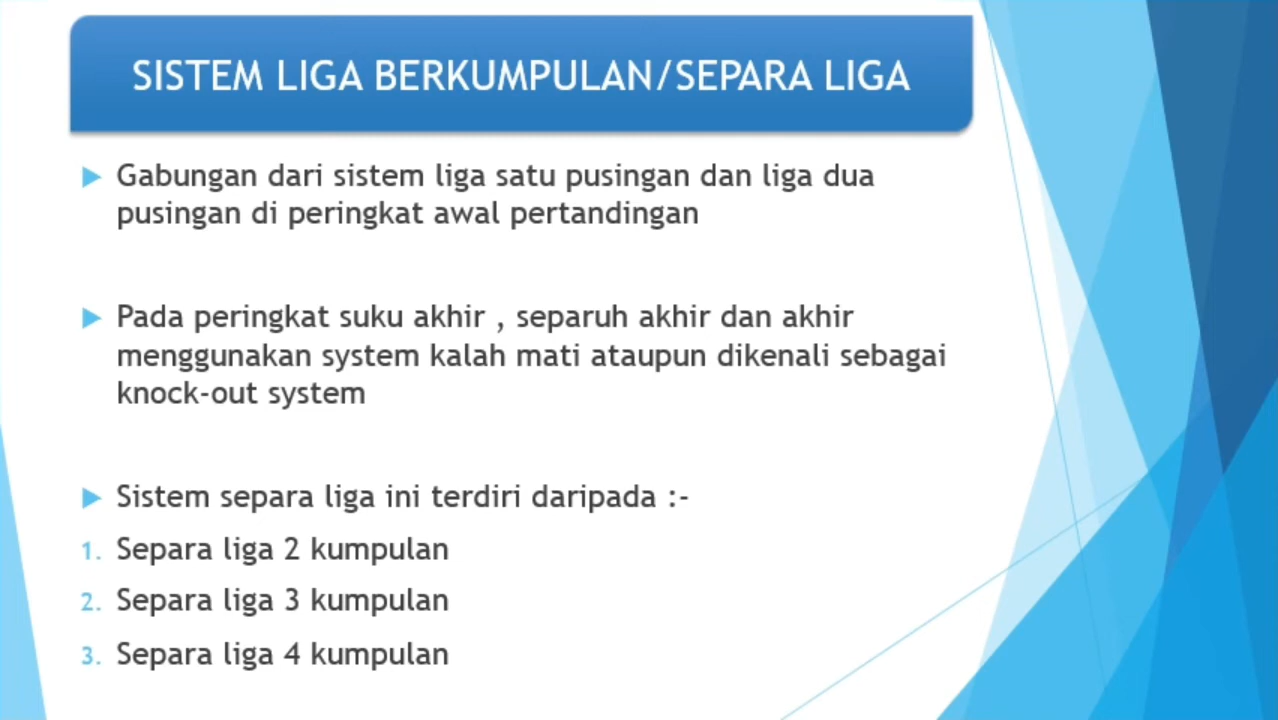 SISTEM LIGA BERKUMPULAN/SEPARA LIGA
Gabungan dari sistem liga satu pusingan dan liga dua
pusingan di peringkat awal pertandingan
Pada peringkat suku akhir , separuh akhir dan akhir
menggunakan system kalah mati ataupun dikenali sebagai
knock-out system
Sistem separa liga ini terdiri daripada :-
1. Separa liga 2 kumpulan
2. Separa liga 3 kumpulan
3. Separa liga 4 kumpulan